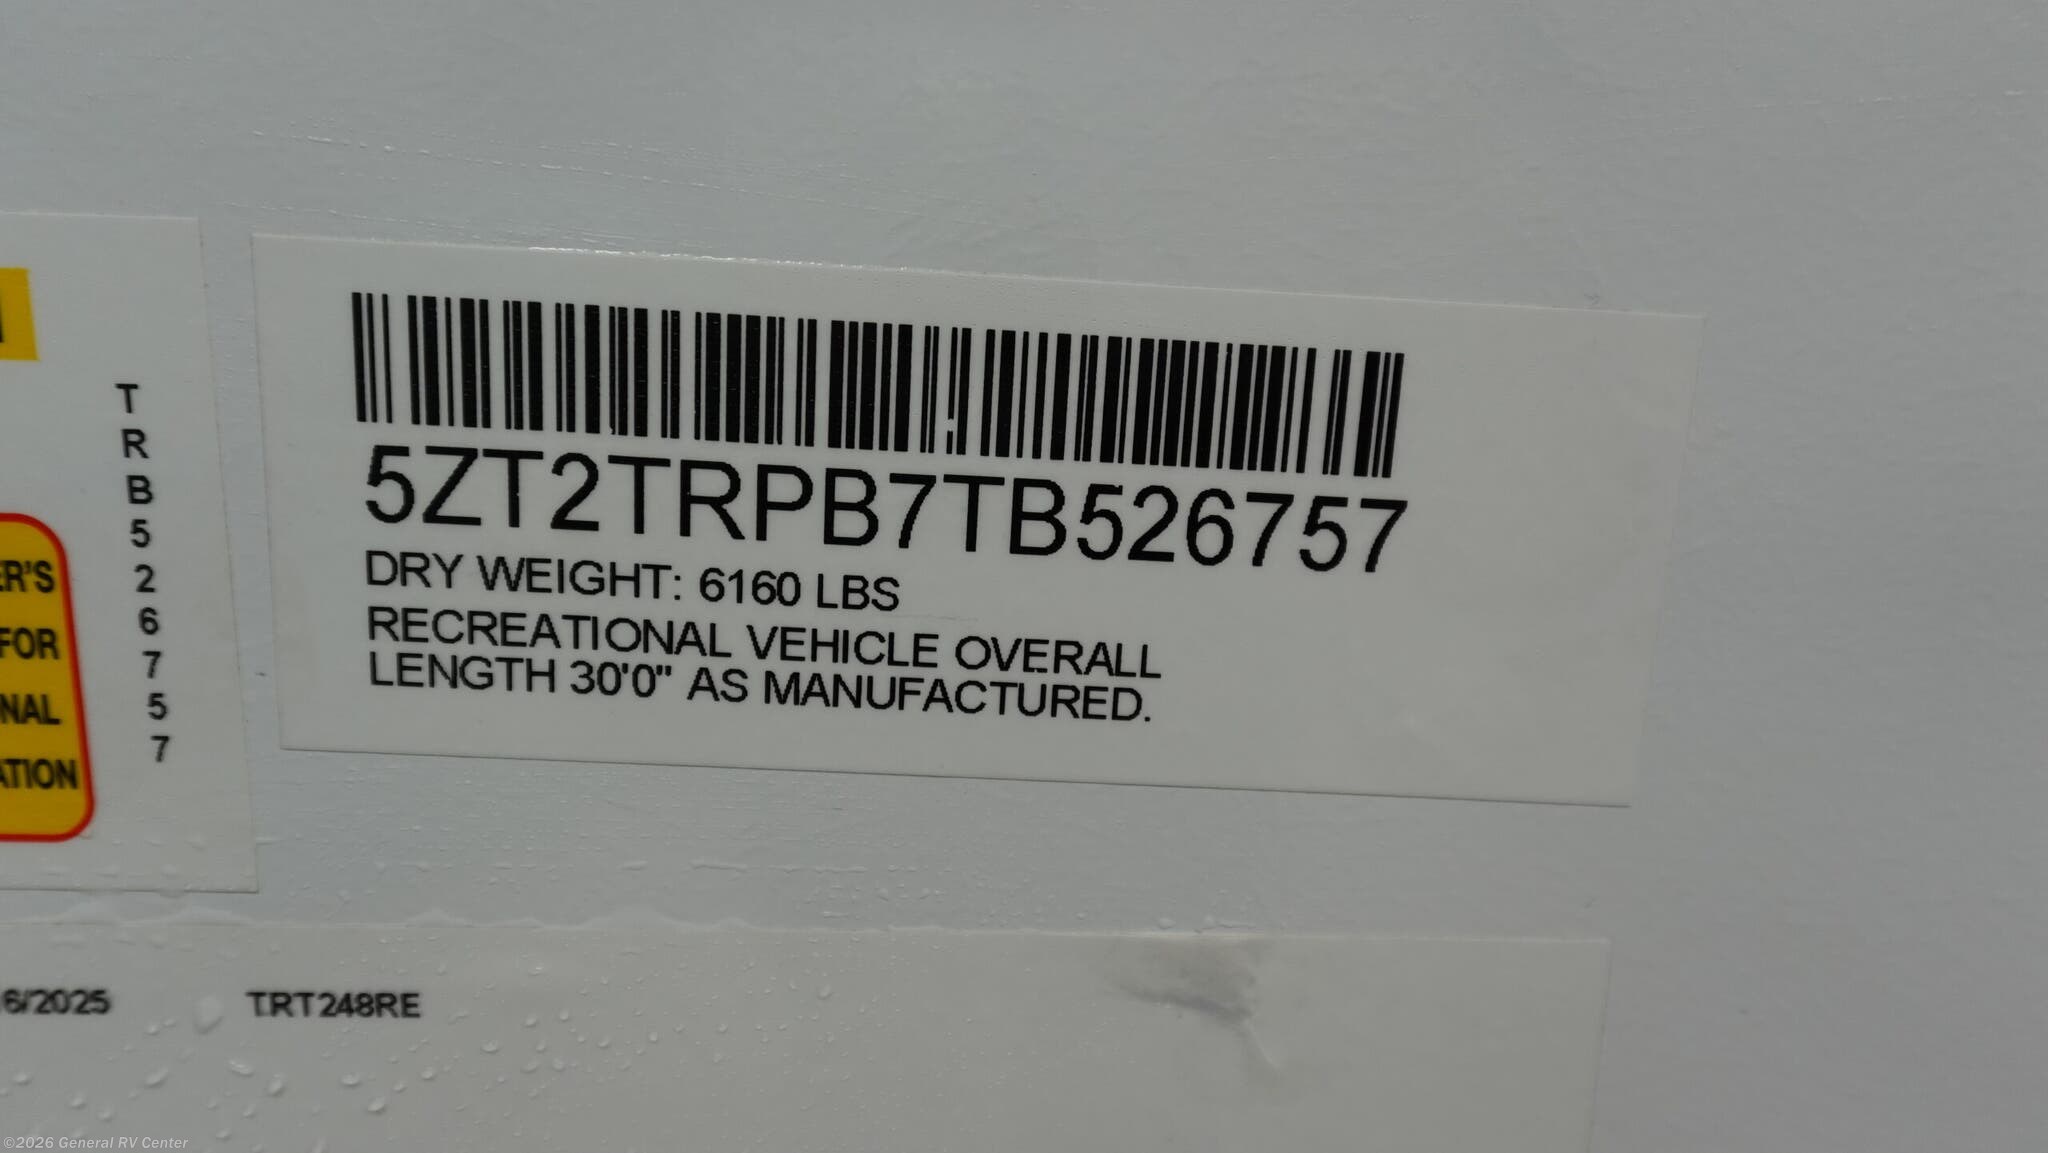 T
R
B
5
2
6
7
5
7
ER'S
FOR
NAL
ATION
5ZT2TRPB7TB526757
DRY WEIGHT: 6160 LBS
RECREATIONAL VEHICLE OVERALL
LENGTH 30'0" AS MANUFACTURED.
6/2025 TRT248RE
©2026 General RV Center